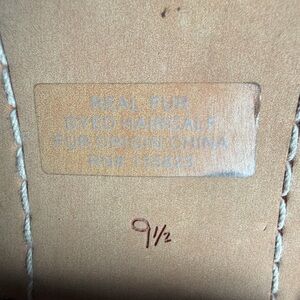 REAL FUR
DYED HAIRCALF
FUR ORIGIN CHINA
9½